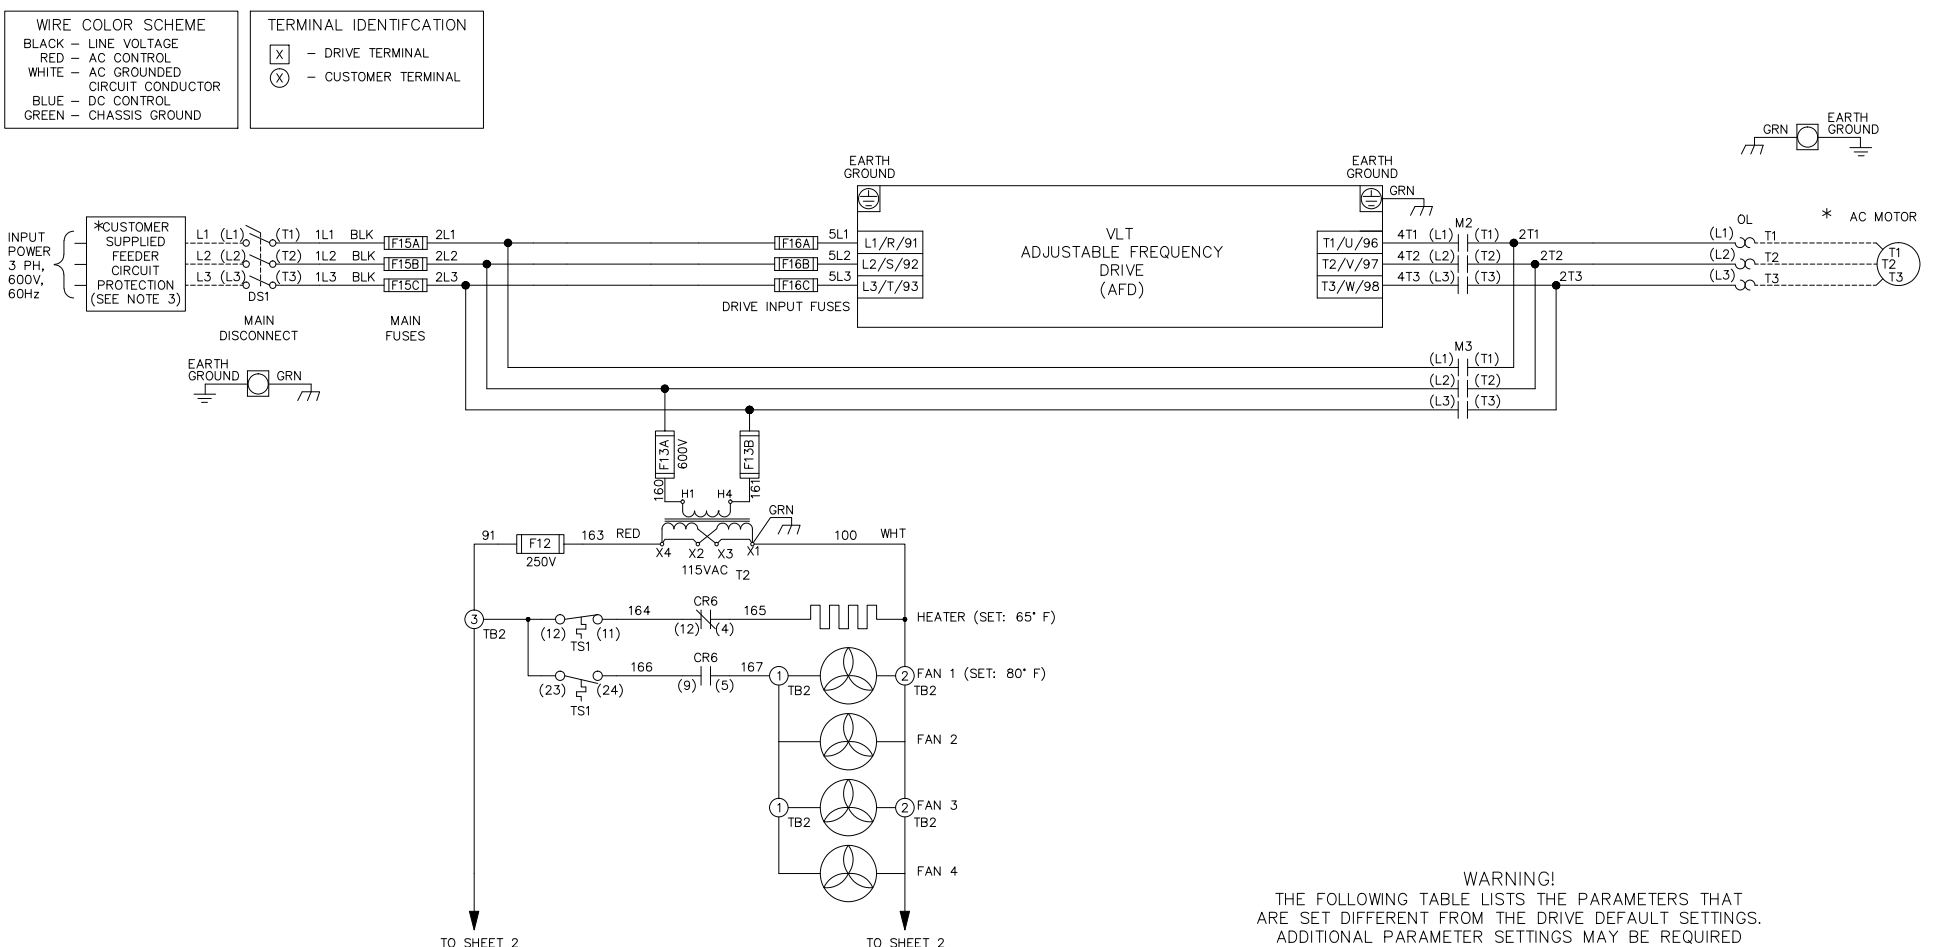 WIRE COLOR SCHEME
BLACK – LINE VOLTAGE
RED – AC CONTROL
WHITE – AC GROUNDED
CIRCUIT CONDUCTOR
BLUE – DC CONTROL
GREEN – CHASSIS GROUND
TERMINAL IDENTIFCATION
X – DRIVE TERMINAL
X – CUSTOMER TERMINAL
GRN
EARTH
GROUND
INPUT
POWER
3 PH,
600V,
60Hz
*CUSTOMER
SUPPLIED
FEEDER
CIRCUIT
PROTECTION
(SEE NOTE 3)
L1 (L1) (T1) 1L1 BLK F15A 2L1
L2 (L2) (T2) 1L2 BLK F15B 2L2
L3 (L3) (T3) 1L3 BLK F15C 2L3
DS1
MAIN
DISCONNECT
MAIN
FUSES
EARTH
GROUND
GRN
F16A 5L1
F16B 5L2
F16C 5L3
DRIVE INPUT FUSES
EARTH
GROUND
EARTH
GROUND
GRN
L1/R/91
L2/S/92
L3/T/93
VLT
ADJUSTABLE FREQUENCY
DRIVE
(AFD)
T1/U/96
T2/V/97
T3/W/98
M2
4T1 (L1) (T1) 2T1
4T2 (L2) (T2) 2T2
4T3 (L3) (T3) 2T3
OL
(L1) T1
(L2) T2
(L3) T3
* AC MOTOR
T1
T2
T3
M3
(L1) (T1)
(L2) (T2)
(L3) (T3)
F13A
600V
F13B
160
161
H1 H4
GRN
91 F12 163 RED
250V
X4 X2 X3 X1
115VAC T2
100 WHT
3
TB2
(12) (11)
TS1
164
CR6
(12) (4)
165
HEATER (SET: 65° F)
(23) (24)
TS1
166
CR6
(9) (5)
167
1
TB2
2
TB2
FAN 1 (SET: 80° F)
FAN 2
1
TB2
2
TB2
FAN 3
FAN 4
TO SHEET 2
TO SHEET 2
WARNING!
THE FOLLOWING TABLE LISTS THE PARAMETERS THAT
ARE SET DIFFERENT FROM THE DRIVE DEFAULT SETTINGS.
ADDITIONAL PARAMETER SETTINGS MAY BE REQUIRED